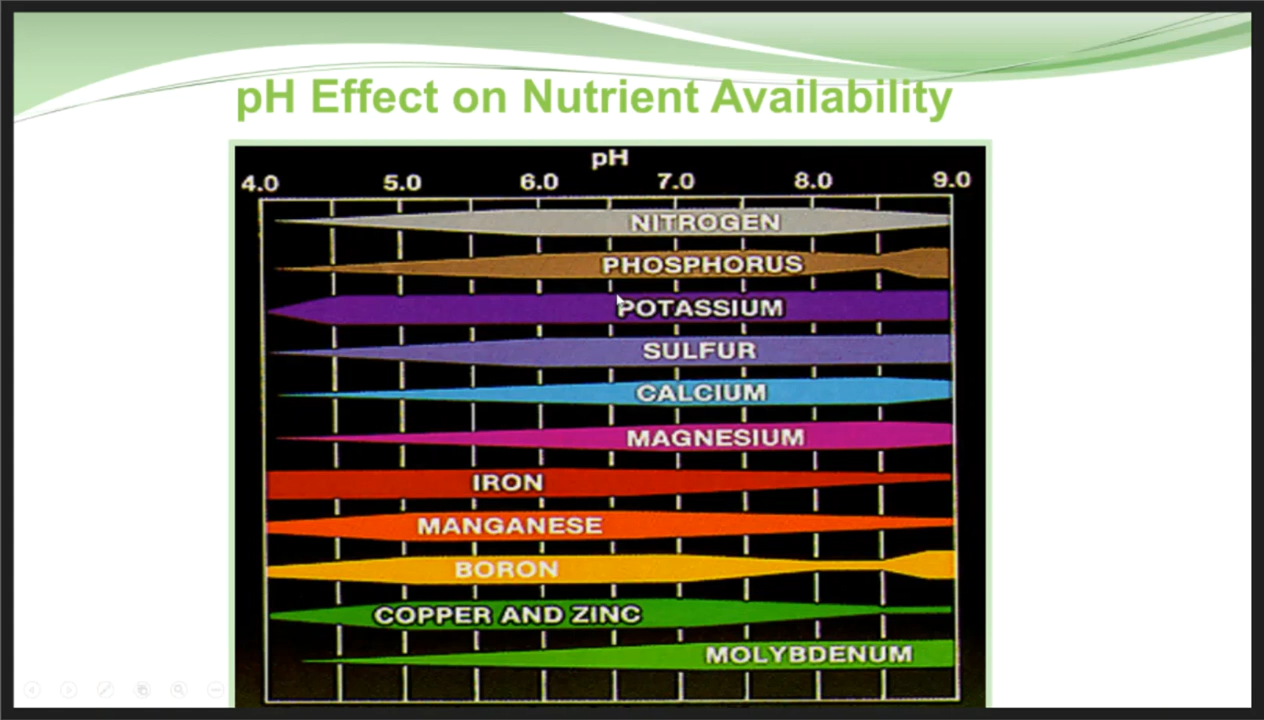 pH Effect on Nutrient Availability
pH
4.0 5.0 6.0 7.0 8.0 9.0
NITROGEN
PHOSPHORUS
POTASSIUM
SULFUR
CALCIUM
MAGNESIUM
IRON
MANGANESE
BORON
COPPER AND ZINC
MOLYBDENUM